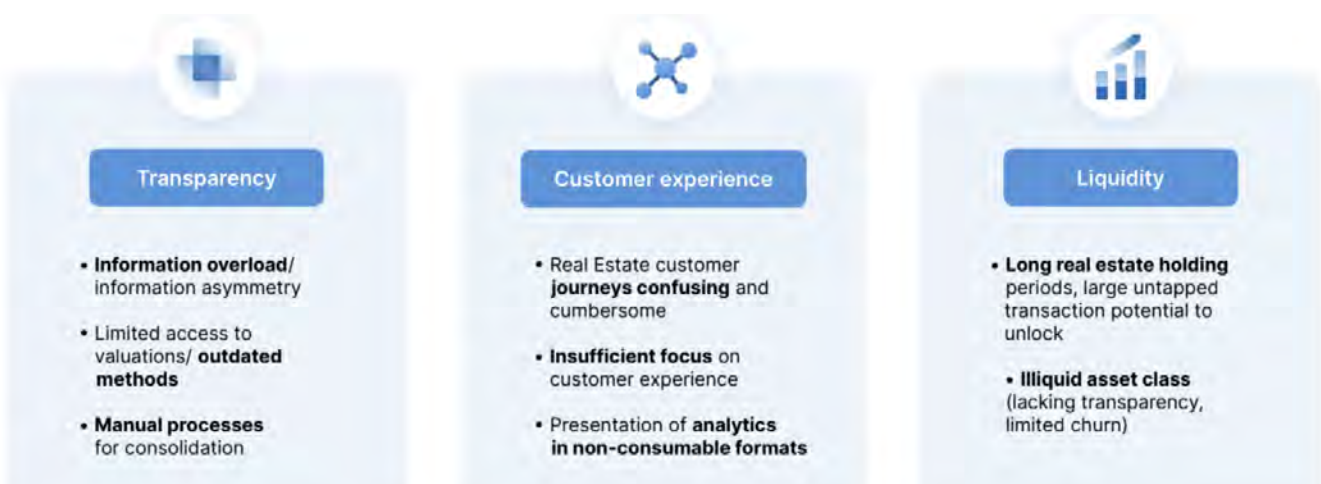 Transparency
• Information overload/
information asymmetry
• Limited access to
valuations/ outdated
methods
• Manual processes
for consolidation
Customer experience
• Real Estate customer
journeys confusing and
cumbersome
• Insufficient focus on
customer experience
• Presentation of analytics
in non-consumable formats
Liquidity
• Long real estate holding
periods, large untapped
transaction potential to
unlock
• Illiquid asset class
(lacking transparency,
limited churn)